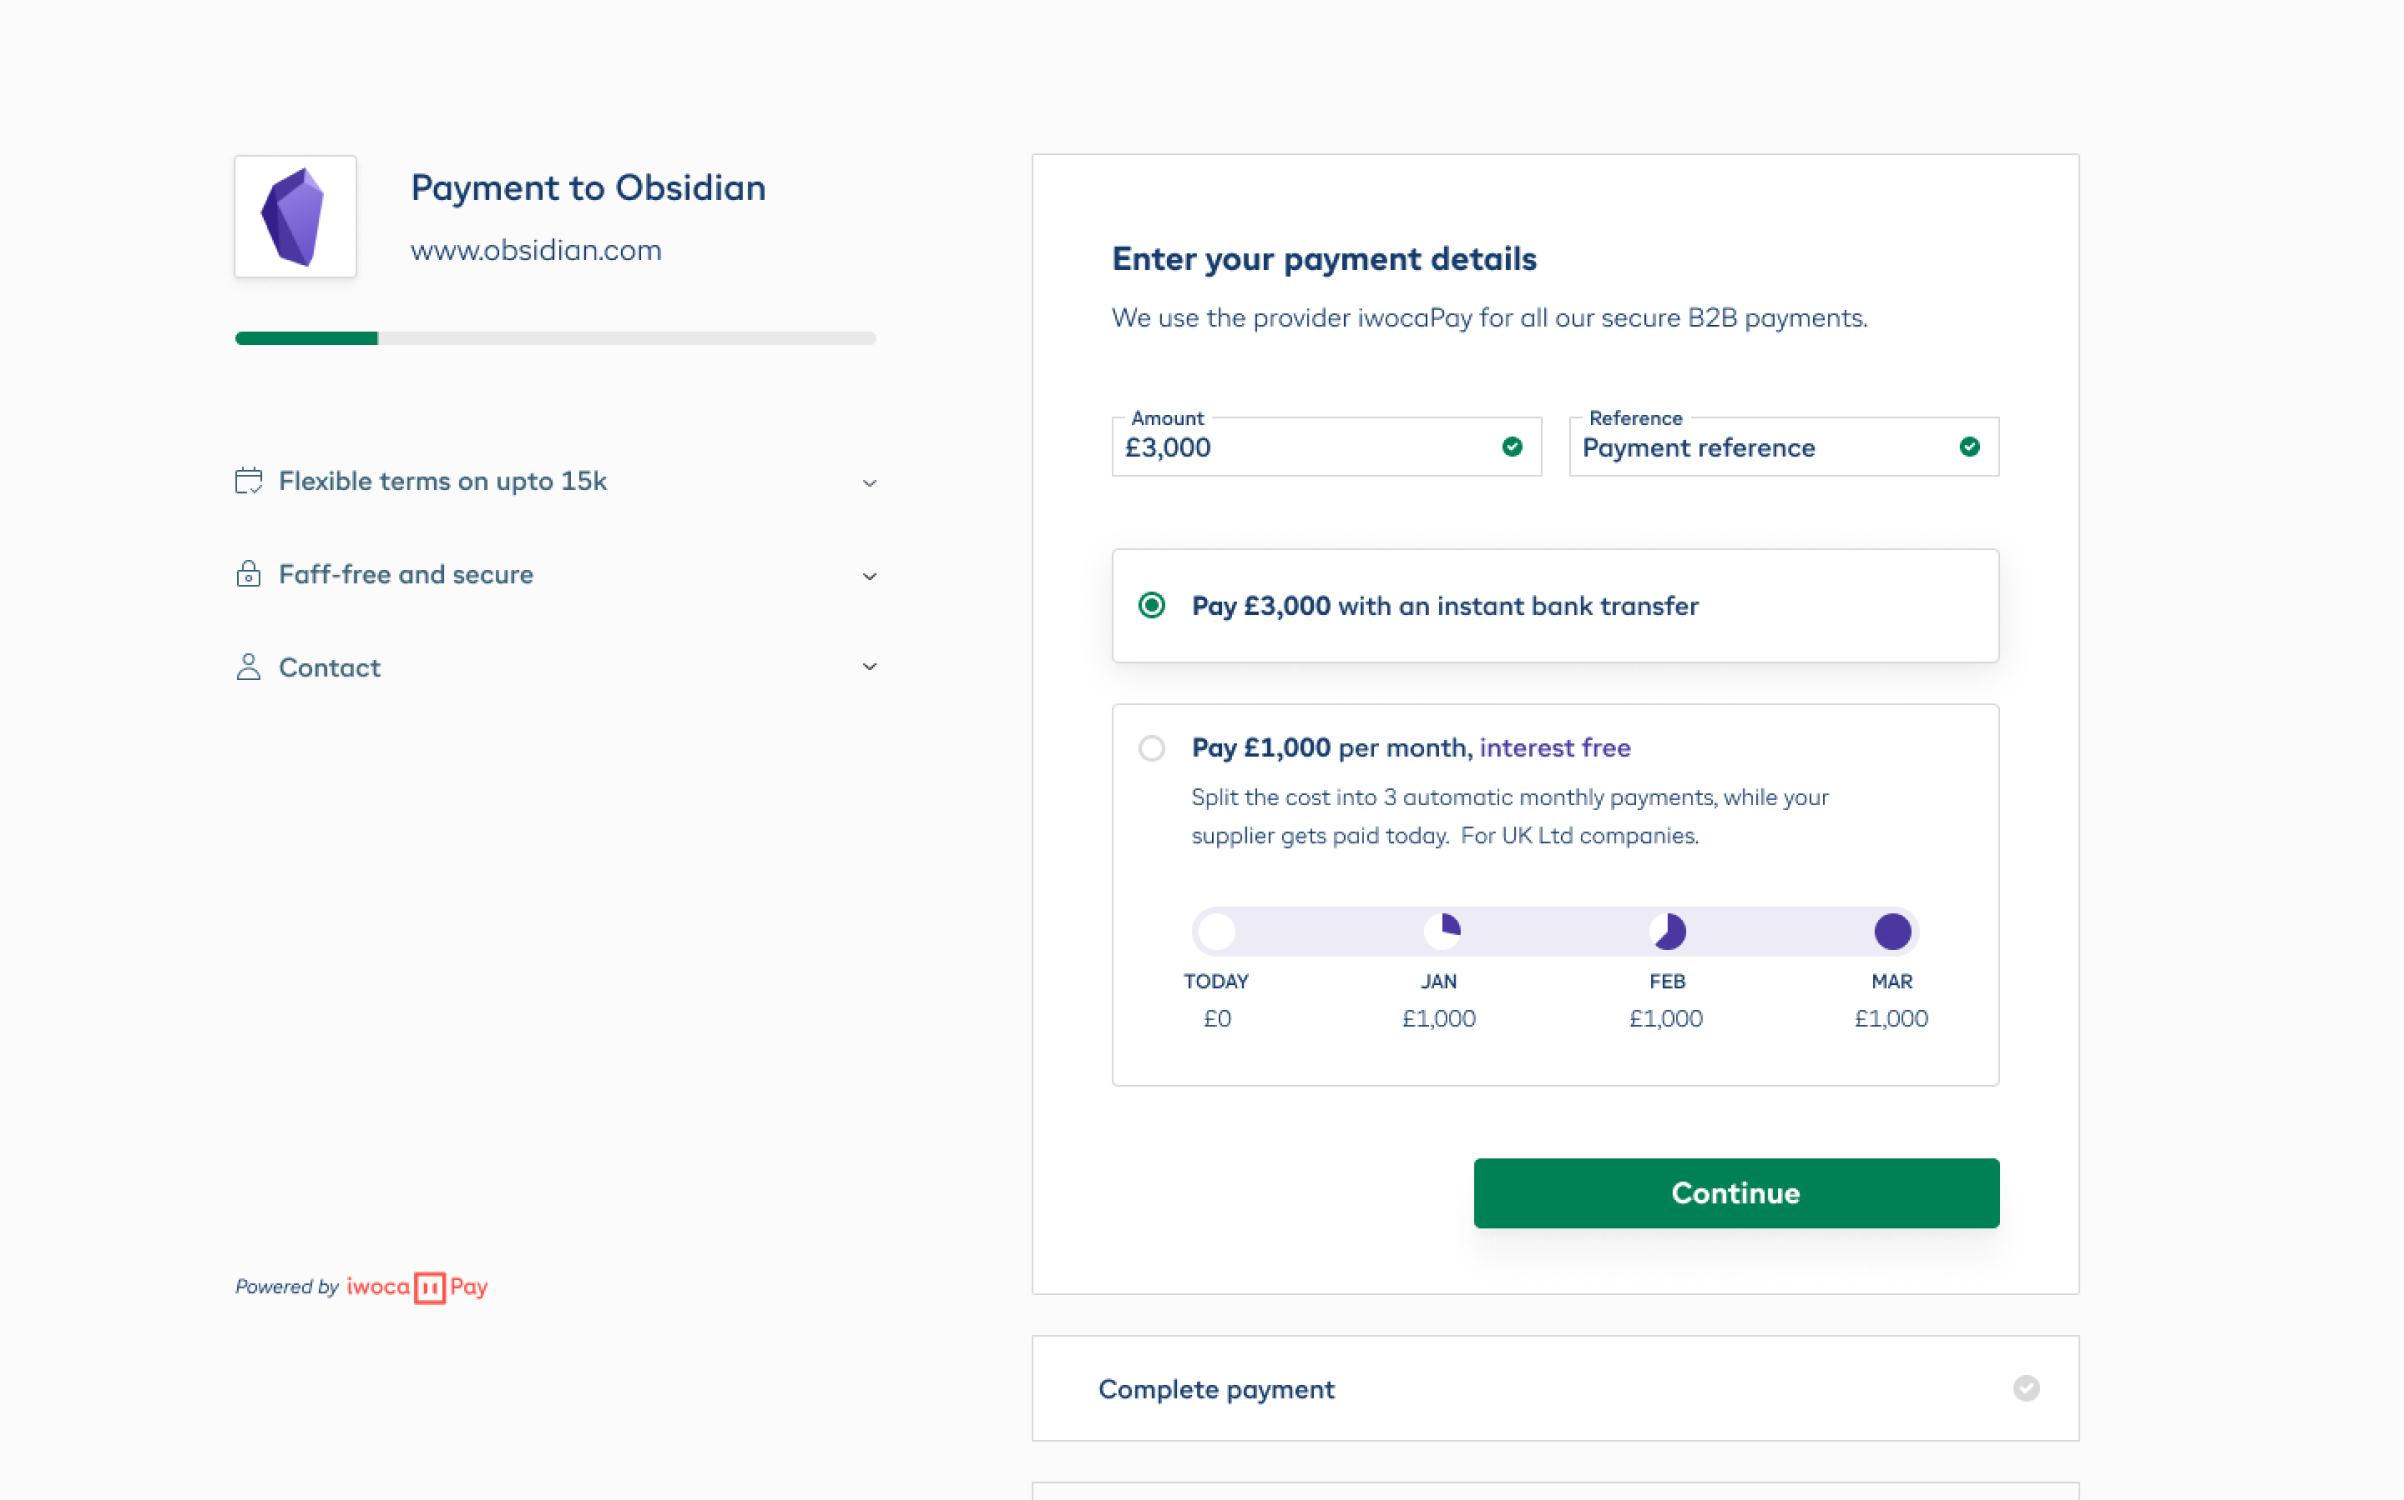 Payment to Obsidian
www.obsidian.com
Flexible terms on upto 15k
Faff-free and secure
Contact
Powered by iwoca Pay
Enter your payment details
We use the provider iwocaPay for all our secure B2B payments.
Amount
£3,000
Reference
Payment reference
Pay £3,000 with an instant bank transfer
Pay £1,000 per month, interest free
Split the cost into 3 automatic monthly payments, while your
supplier gets paid today. For UK Ltd companies.
TODAY JAN FEB MAR
£0 £1,000 £1,000 £1,000
Continue
Complete payment